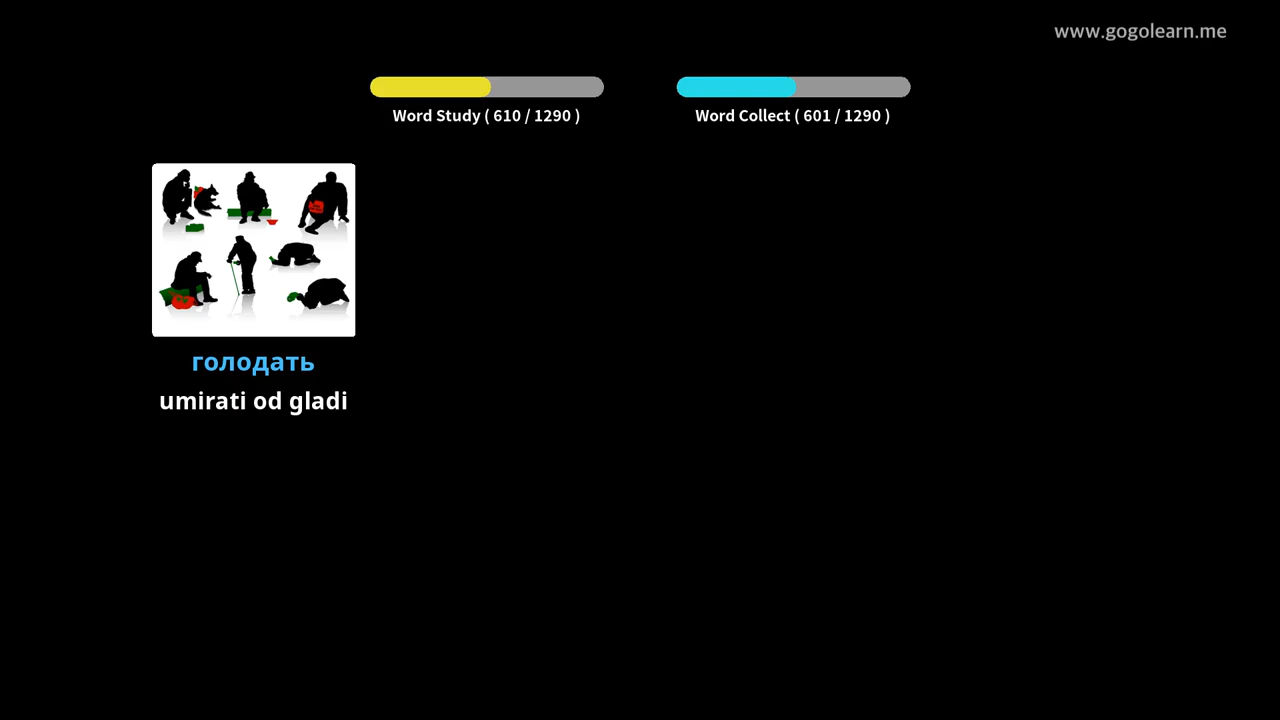 www.gogolearn.me
Word Study ( 610 / 1290 )
Word Collect ( 601 / 1290 )
голодать
umirati od gladi